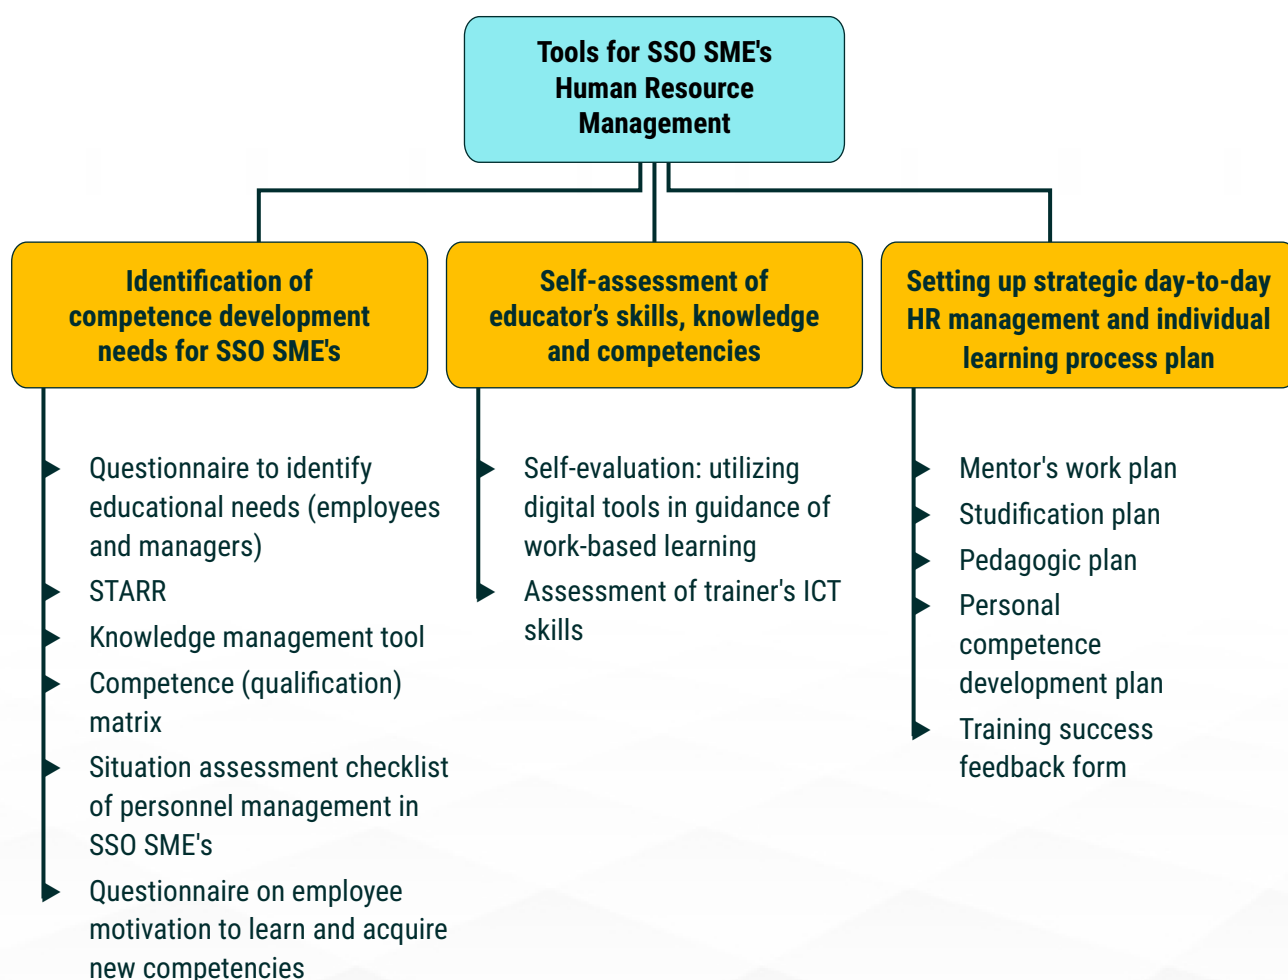 Tools for SSO SME's
Human Resource
Management
Identification of
competence development
needs for SSO SME's
Questionnaire to identify
educational needs (employees
and managers)
STARR
Knowledge management tool
Competence (qualification)
matrix
Situation assessment checklist
of personnel management in
SSO SME's
Questionnaire on employee
motivation to learn and acquire
new competencies
Self-assessment of
educator’s skills, knowledge
and competencies
Self-evaluation: utilizing
digital tools in guidance of
work-based learning
Assessment of trainer's ICT
skills
Setting up strategic day-to-day
HR management and individual
learning process plan
Mentor's work plan
Studification plan
Pedagogic plan
Personal
competence
development plan
Training success
feedback form